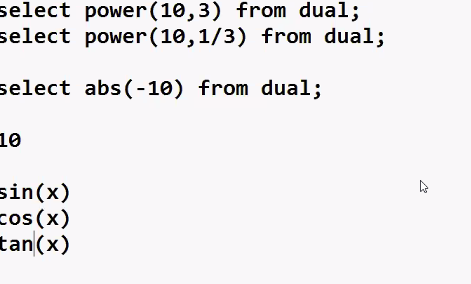 select power(10,3) from dual;
select power(10,1/3) from dual;
select abs(-10) from dual;
10
sin(x)
cos(x)
tan(x)